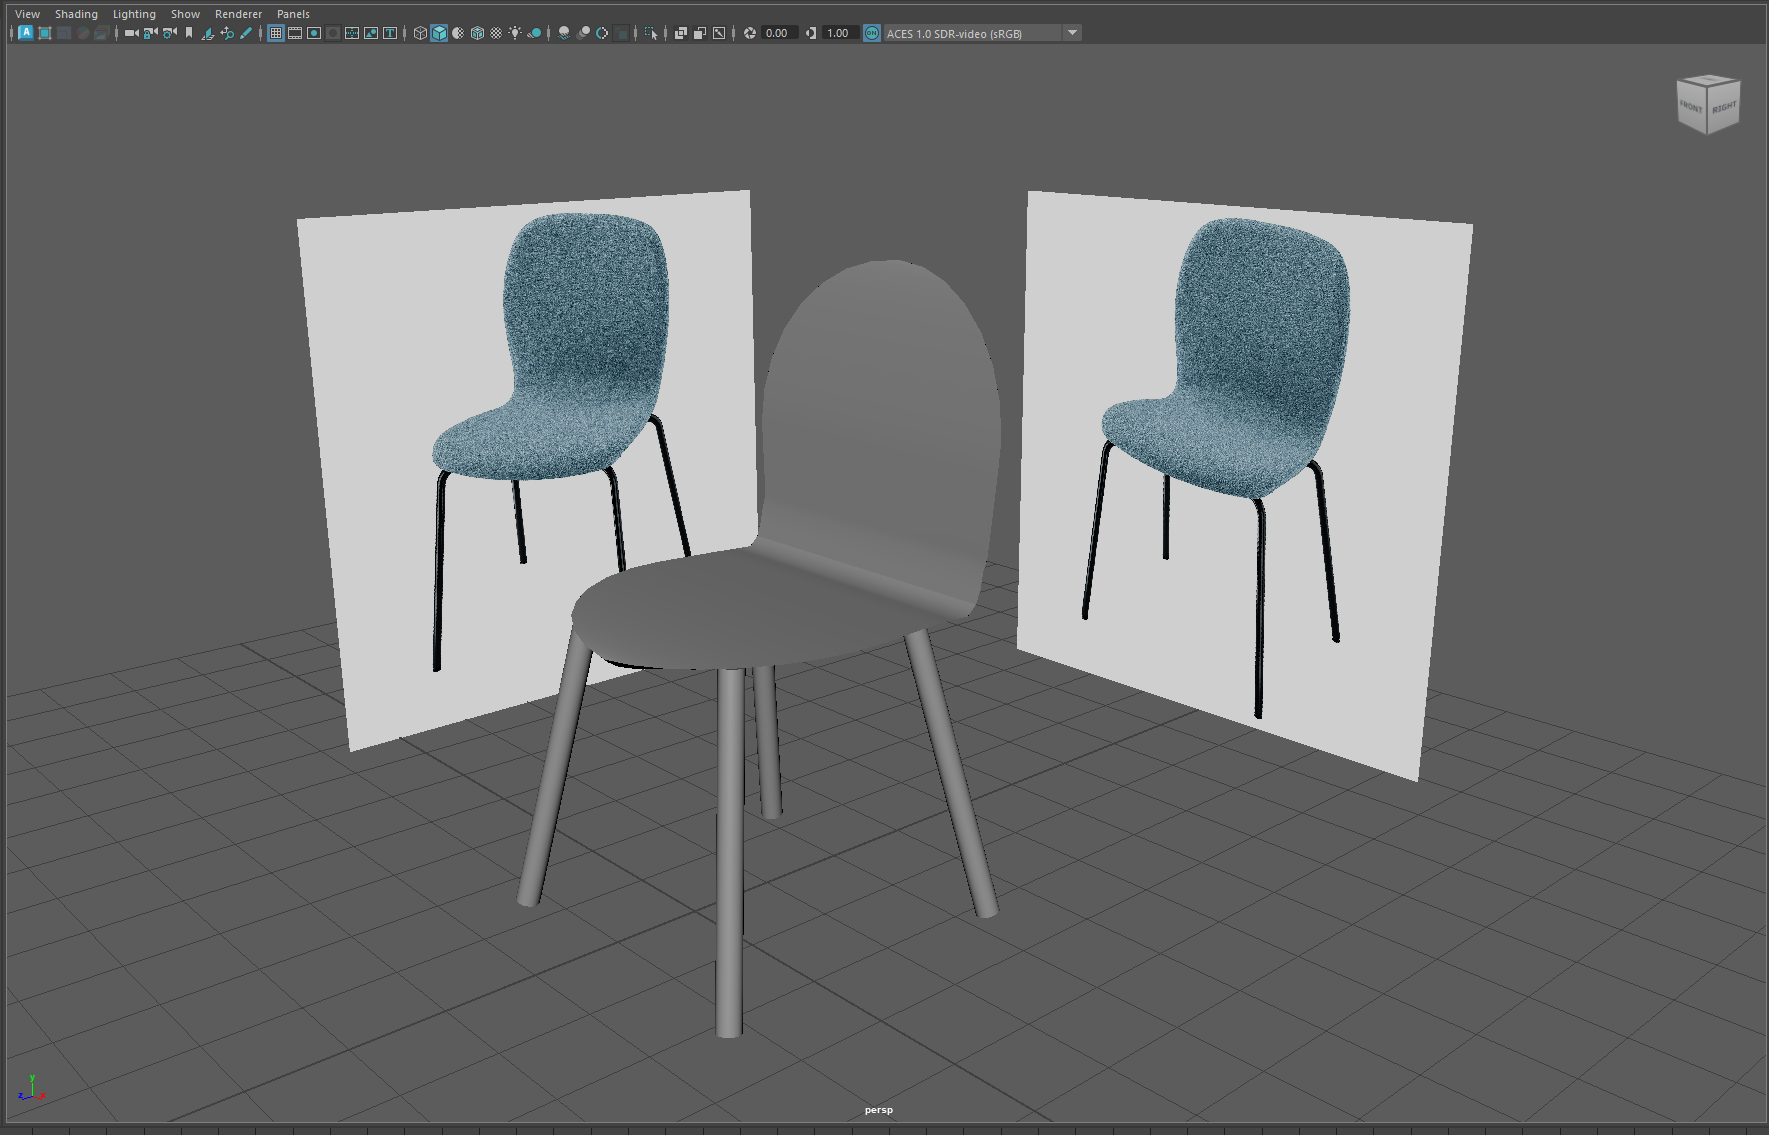 View Shading Lighting Show Renderer Panels
A 0.00 1.00 ON ACES 1.0 SDR-video (sRGB)
FRONT RIGHT
y
z x
persp